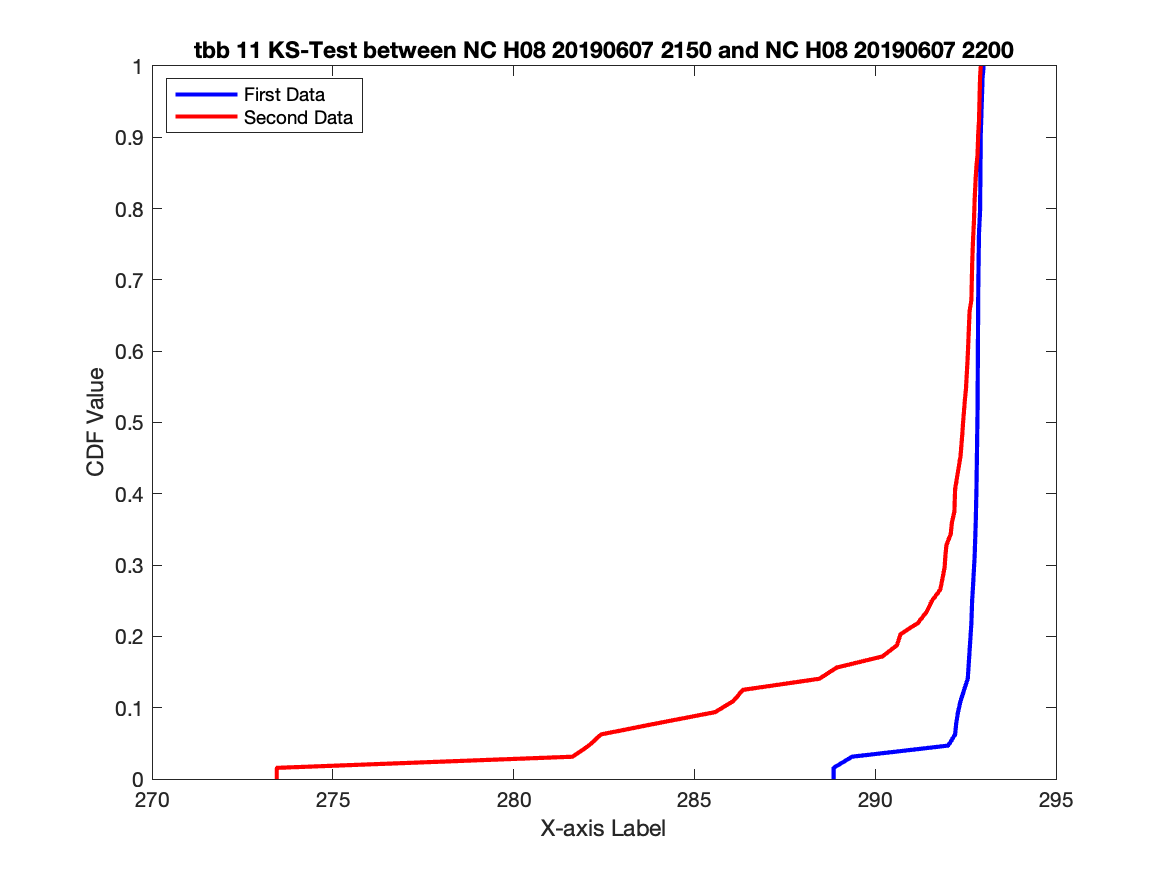 tbb 11 KS-Test between NC H08 20190607 2150 and NC H08 20190607 2200
First Data
Second Data
1
0.9
0.8
0.7
0.6
0.5
0.4
0.3
0.2
0.1
0
CDF Value
270 275 280 285 290 295
X-axis Label